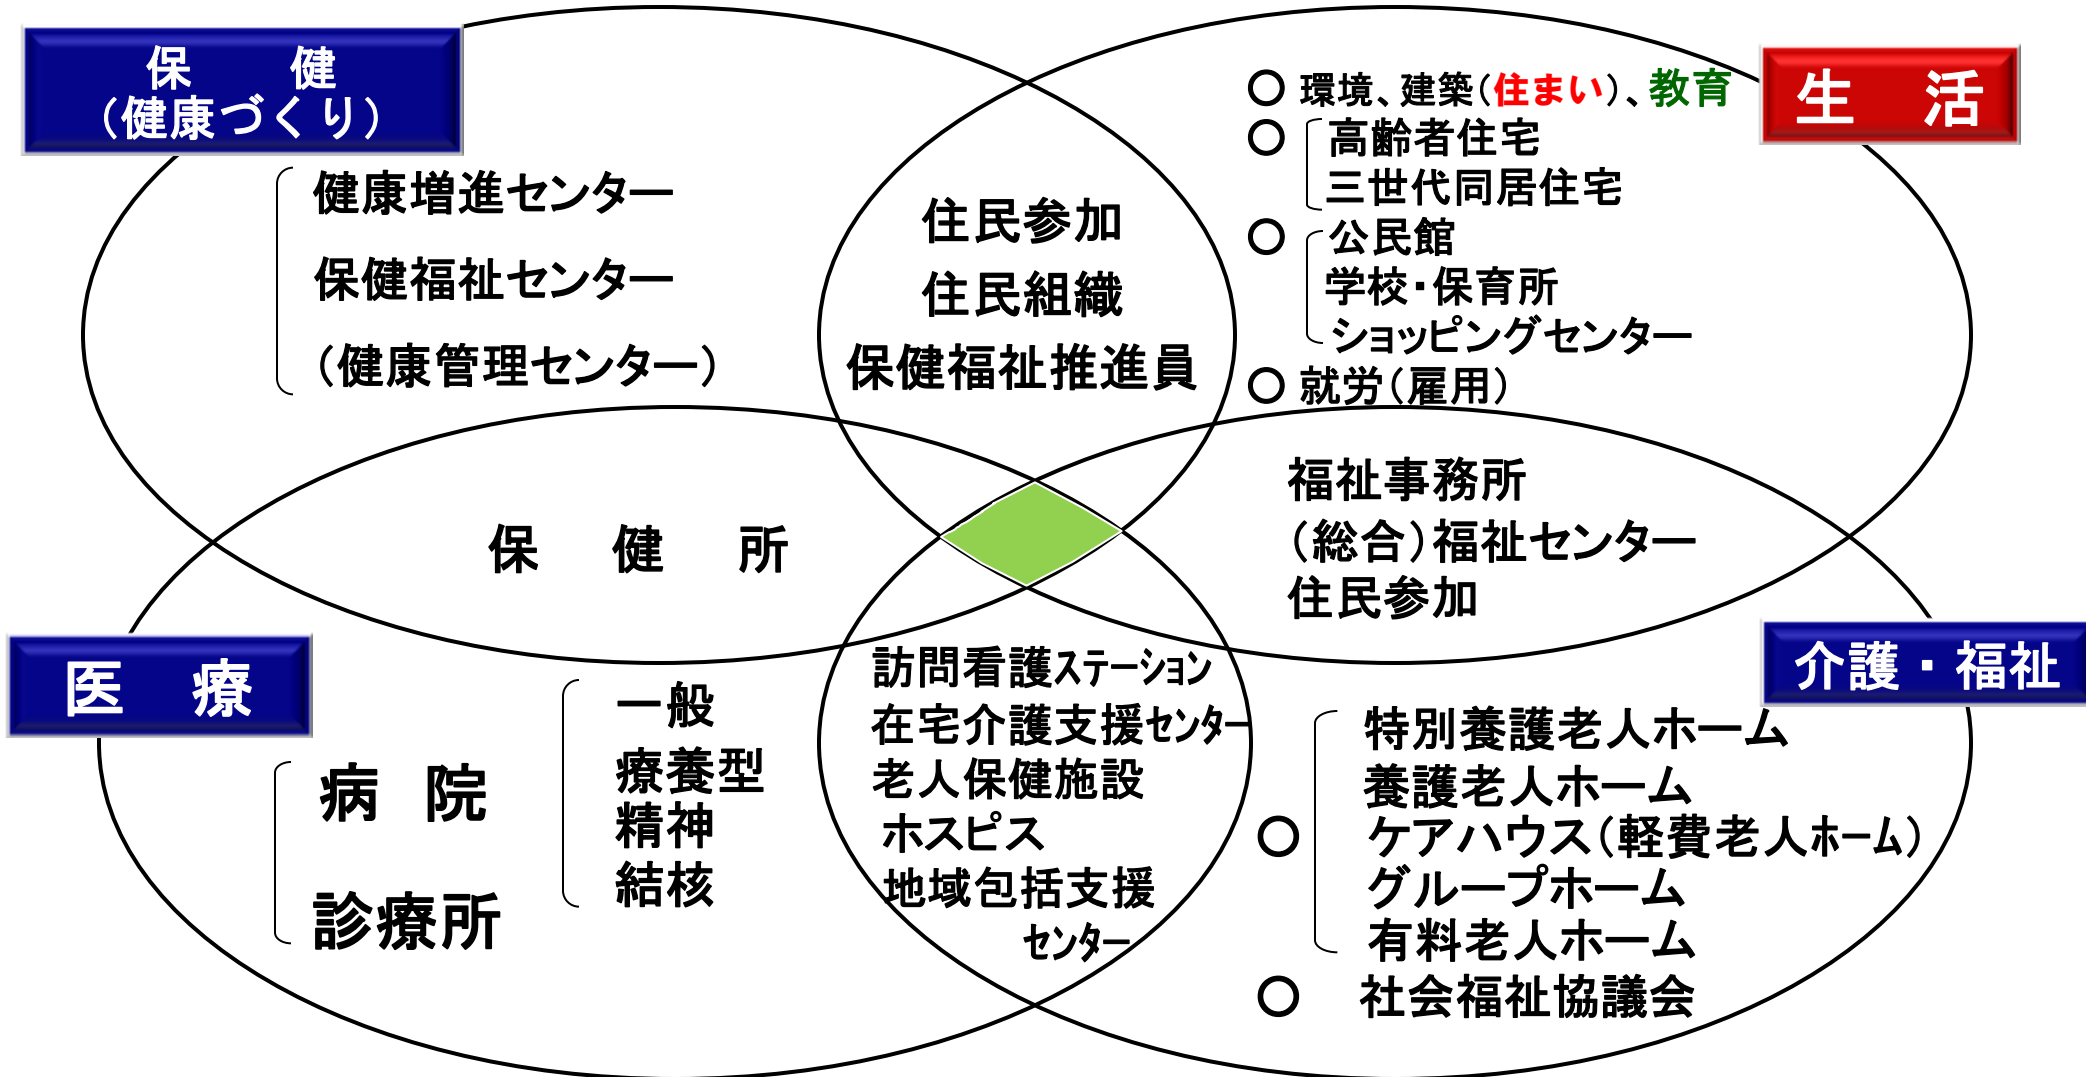 保　健
（健康づくり）
健康増進センター
保健福祉センター
（健康管理センター）
住民参加
住民組織
保健福祉推進員
生　活
○ 環境、建築（住まい）、教育
○ 高齢者住宅
三世代同居住宅
○ 公民館
学校・保育所
ショッピングセンター
○ 就労（雇用）
保　健　所
福祉事務所
（総合）福祉センター
住民参加
医　療
病　院
診療所
一般
療養型
精神
結核
訪問看護ステーション
在宅介護支援センター
老人保健施設
ホスピス
地域包括支援
センター
介護・福祉
特別養護老人ホーム
養護老人ホーム
○ ケアハウス（軽費老人ホーム）
グループホーム
有料老人ホーム
○ 社会福祉協議会